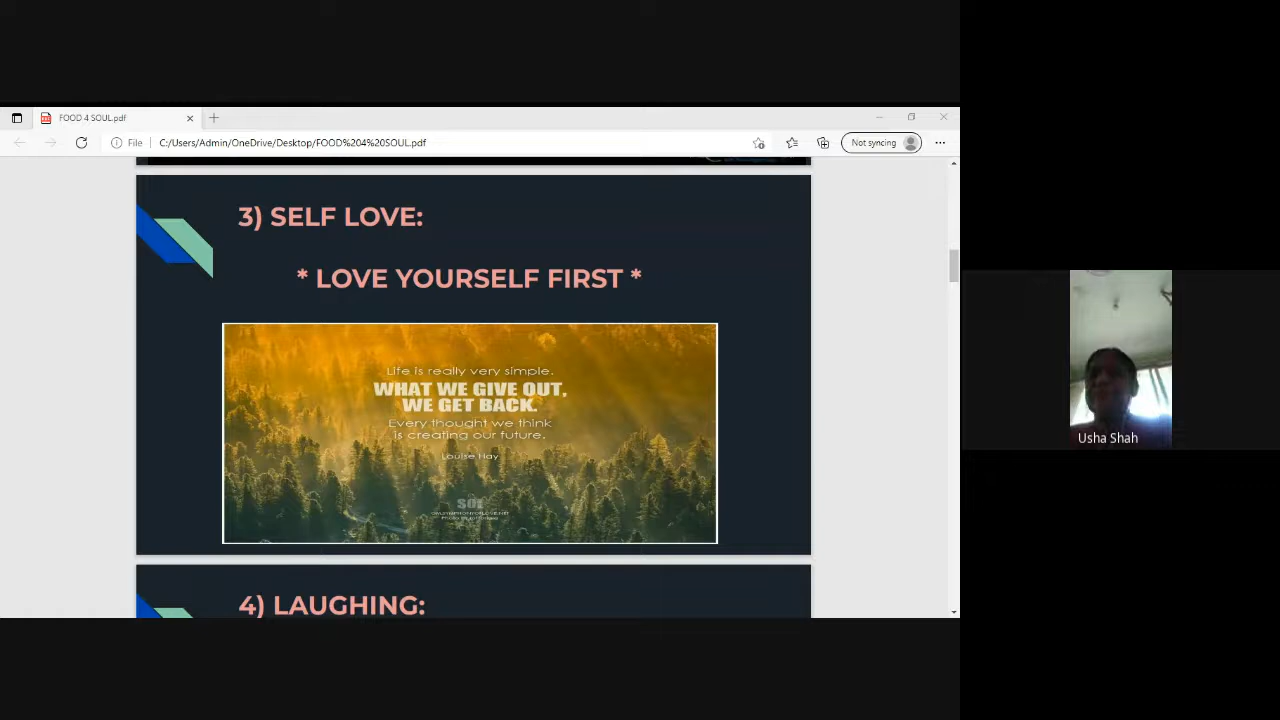 FOOD 4 SOUL.pdf
File
C:/Users/Admin/OneDrive/Desktop/FOOD%204%20SOUL.pdf
Not syncing
3) SELF LOVE:
* LOVE YOURSELF FIRST *
Life is really very simple.
WHAT WE GIVE OUT,
WE GET BACK.
Every thought we think
is creating our future.
Louise Hay
4) LAUGHING:
Usha Shah